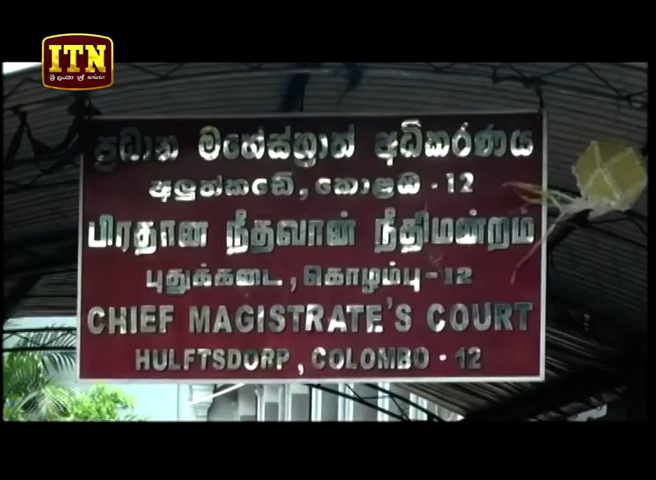 ITN
ශ්‍රී ලංකා ஸ்ரீ லங்கா
ප්‍රධාන මහේස්ත්‍රාත් අධිකරණය
අලුත්කඩේ, කොළඹ - 12
பிரதான நீதவான் நீதிமன்றம்
புதுக்கடை, கொழும்பு - 12
CHIEF MAGISTRATE'S COURT
HULFTSDORP, COLOMBO - 12